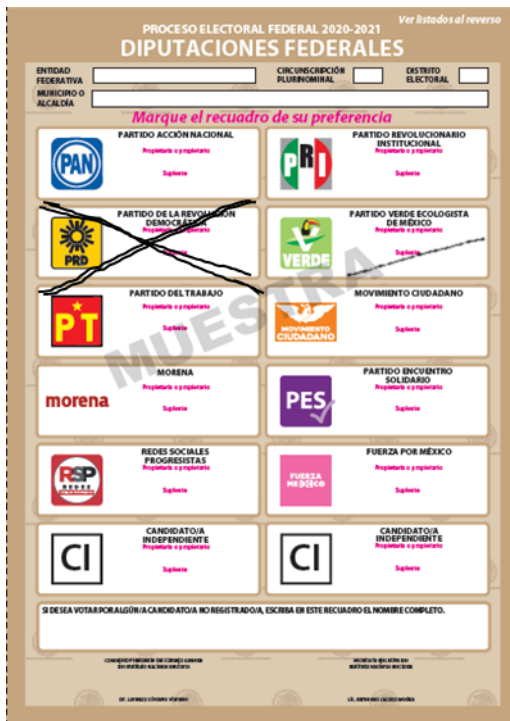 Ver listados al reverso
PROCESO ELECTORAL FEDERAL 2020-2021
DIPUTACIONES FEDERALES
ENTIDAD FEDERATIVA
CIRCUNSCRIPCIÓN PLURINOMINAL
DISTRITO ELECTORAL
MUNICIPIO O ALCALDÍA
Marque el recuadro de su preferencia
PAN
PARTIDO ACCIÓN NACIONAL
Propietaria o propietario
Suplente
PRI
PARTIDO REVOLUCIONARIO
INSTITUCIONAL
Propietaria o propietario
Suplente
PRD
PARTIDO DE LA REVOLUCIÓN
DEMOCRÁTICA
Propietaria o propietario
Suplente
VERDE
PARTIDO VERDE ECOLOGISTA
DE MÉXICO
Propietaria o propietario
Suplente
PT
PARTIDO DEL TRABAJO
Propietaria o propietario
Suplente
MOVIMIENTO
CIUDADANO
MOVIMIENTO CIUDADANO
Propietaria o propietario
Suplente
MUESTRA
morena
MORENA
Propietaria o propietario
Suplente
PES
PARTIDO ENCUENTRO
SOLIDARIO
Propietaria o propietario
Suplente
RSP
REDES SOCIALES
PROGRESISTAS
Propietaria o propietario
Suplente
FUERZA
MÉXICO
FUERZA POR MÉXICO
Propietaria o propietario
Suplente
CI
CANDIDATO/A
INDEPENDIENTE
Propietaria o propietario
Suplente
CI
CANDIDATO/A
INDEPENDIENTE
Propietaria o propietario
Suplente
SI DESEA VOTAR POR ALGÚN/A CANDIDATO/A NO REGISTRADO/A, ESCRIBA EN ESTE RECUADRO EL NOMBRE COMPLETO.